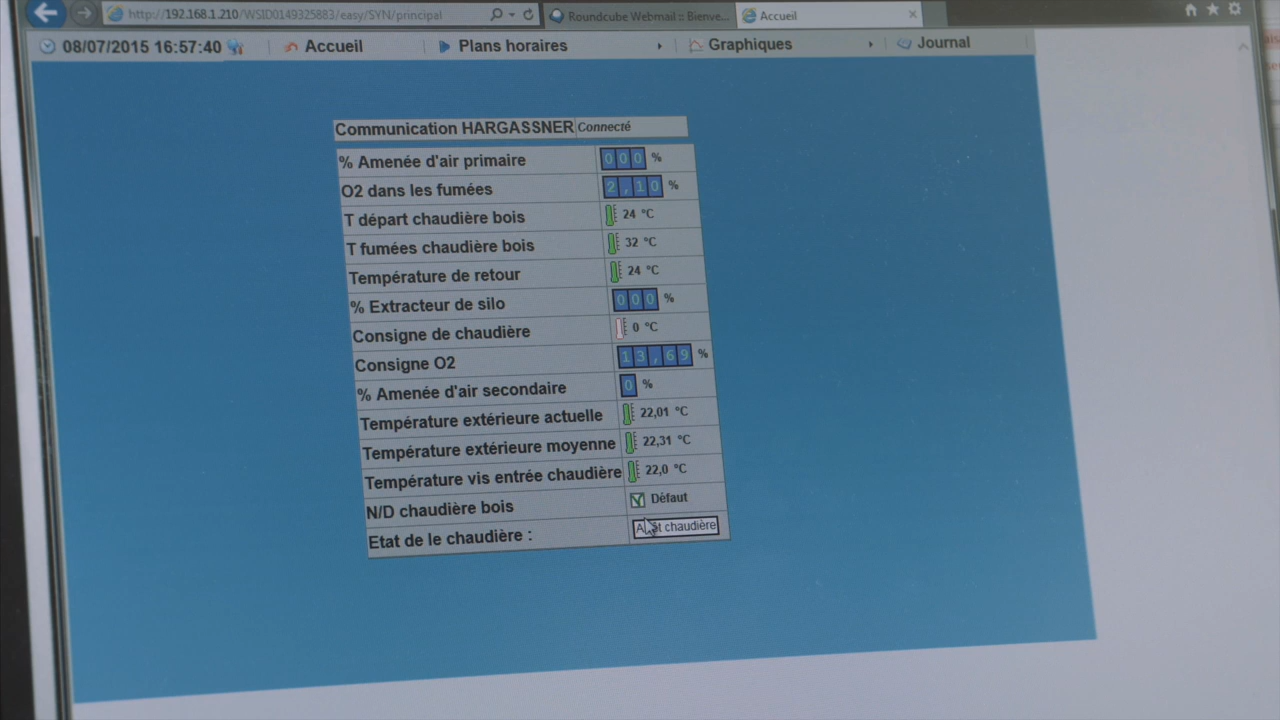 http://192.168.1.210/WSID0149325883/easy/SYN/principal
Roundcube Webmail :: Bienve...
Accueil
08/07/2015 16:57:40
Accueil
Plans horaires
Graphiques
Journal
Communication HARGASSNER Connecté
% Amenée d'air primaire 000 %
O2 dans les fumées 2,10 %
T départ chaudière bois 24 °C
T fumées chaudière bois 32 °C
Température de retour 24 °C
% Extracteur de silo 000 %
Consigne de chaudière 0 °C
Consigne O2 13,69 %
% Amenée d'air secondaire 0 %
Température extérieure actuelle 22,01 °C
Température extérieure moyenne 22,31 °C
Température vis entrée chaudière 22,0 °C
N/D chaudière bois Défaut
Etat de le chaudière : Arrêt chaudière